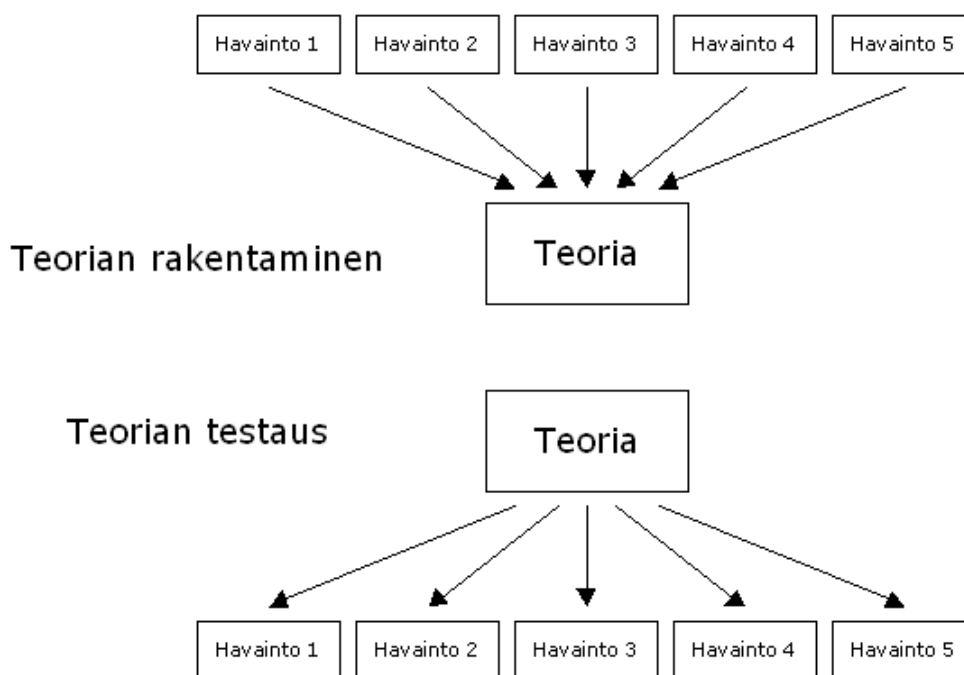 Havainto 1 Havainto 2 Havainto 3 Havainto 4 Havainto 5
Teorian rakentaminen Teoria
Teorian testaus Teoria
Havainto 1 Havainto 2 Havainto 3 Havainto 4 Havainto 5